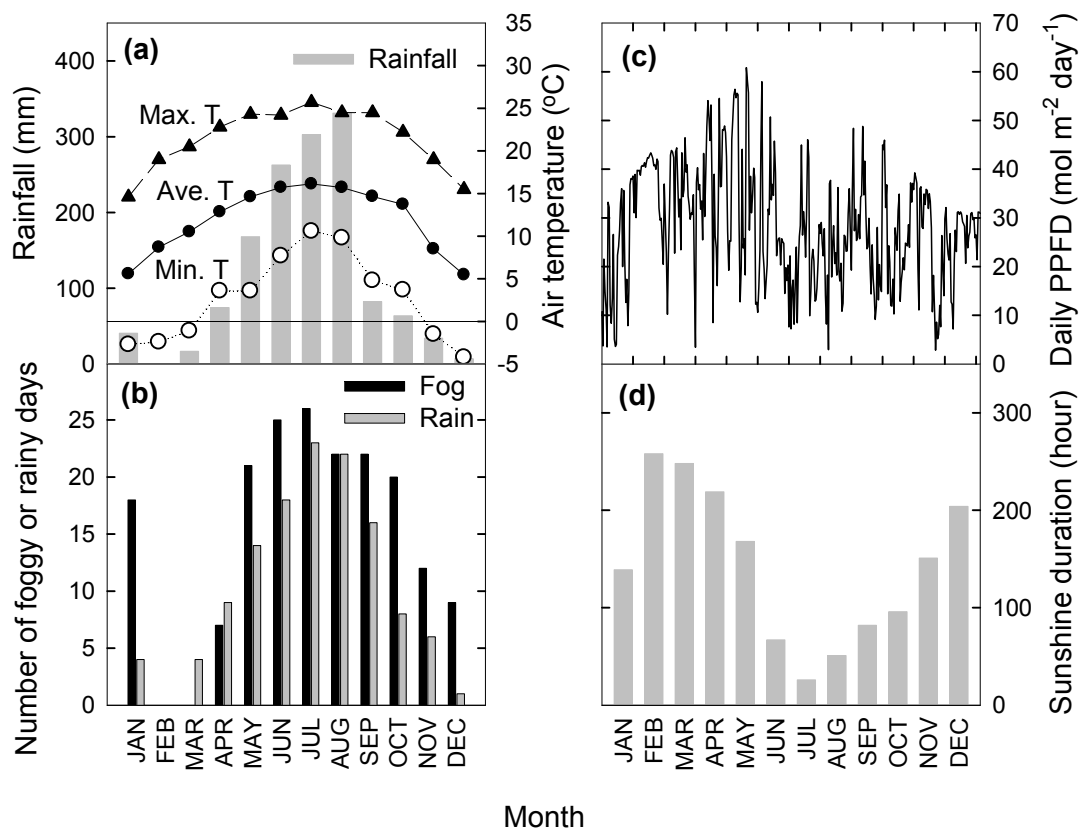 (a)
Rainfall
Max. T
Ave. T
Min. T
Rainfall (mm)
400
300
200
100
0
Air temperature (ºC)
35
30
25
20
15
10
5
0
-5
(c)
Daily PPFD (mol m-2 day-1)
70
60
50
40
30
20
10
0
(b)
Fog
Rain
Number of foggy or rainy days
25
20
15
10
5
0
JAN
FEB
MAR
APR
MAY
JUN
JUL
AUG
SEP
OCT
NOV
DEC
(d)
Sunshine duration (hour)
300
200
100
0
JAN
FEB
MAR
APR
MAY
JUN
JUL
AUG
SEP
OCT
NOV
DEC
Month